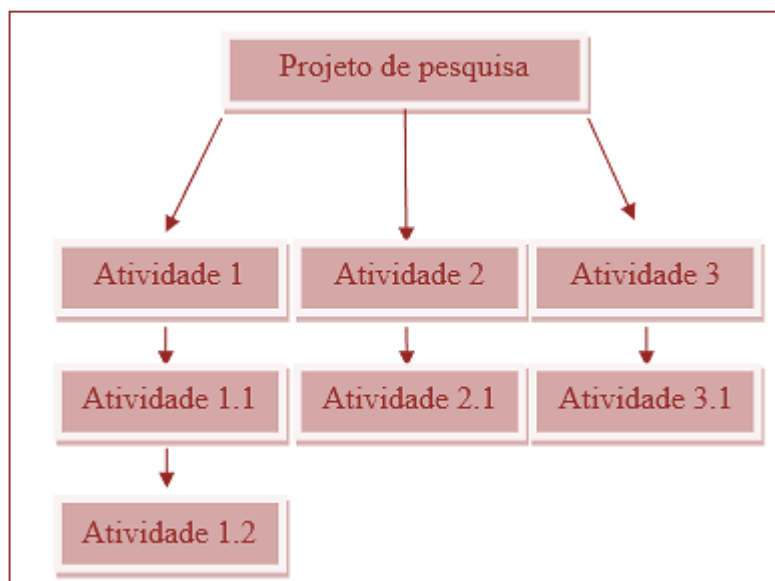 Projeto de pesquisa
Atividade 1
Atividade 2
Atividade 3
Atividade 1.1
Atividade 2.1
Atividade 3.1
Atividade 1.2